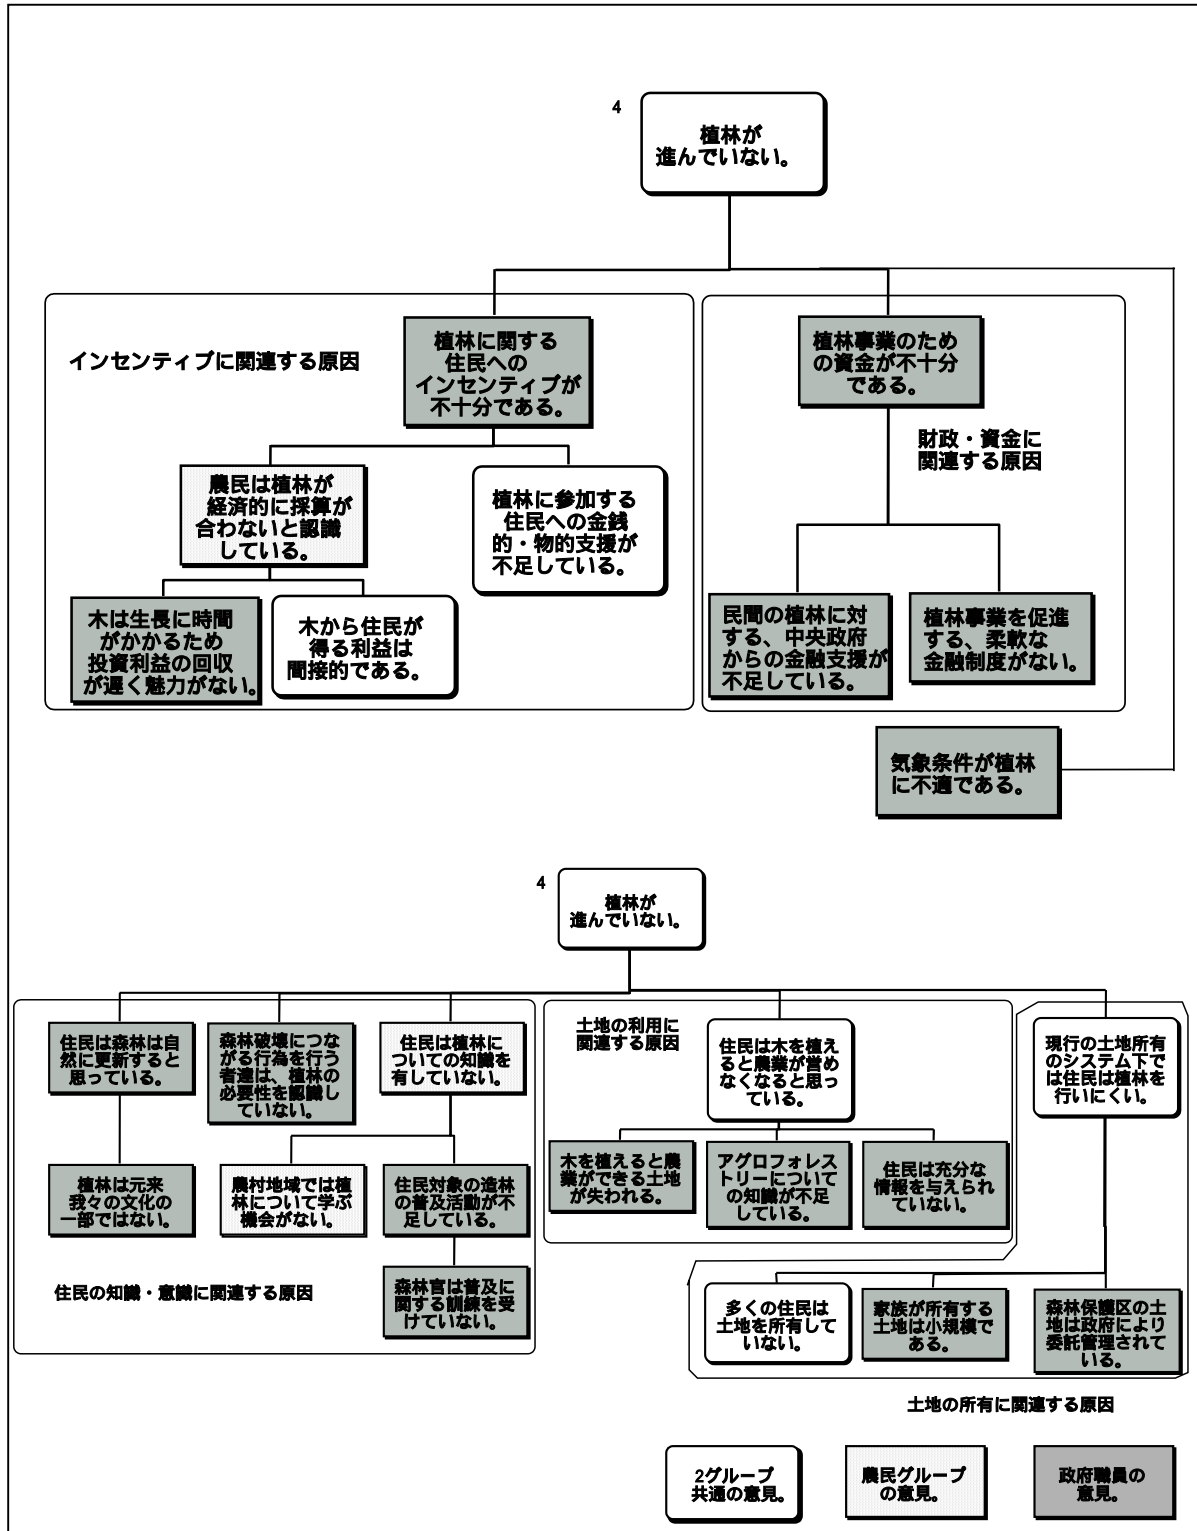 4
植林が
進んでいない。
インセンティブに関連する原因
植林に関する
住民への
インセンティブが
不十分である。
植林事業のため
の資金が不十分
である。
財政・資金に
関連する原因
農民は植林が
経済的に採算が
合わないと認識
している。
植林に参加する
住民への金銭
的・物的支援が
不足している。
木は生長に時間
がかかるため
投資利益の回収
が遅く魅力がない。
木から住民が
得る利益は
間接的である。
民間の植林に対
する、中央政府
からの金融支援が
不足している。
植林事業を促進
する、柔軟な
金融制度がない。
気象条件が植林
に不適である。
4
植林が
進んでいない。
住民は森林は自
然に更新すると
思っている。
森林破壊につな
がる行為を行う
者達は、植林の
必要性を認識し
ていない。
住民は植林に
ついての知識を
有していない。
土地の利用に
関連する原因
住民は木を植え
ると農業が営め
なくなると思っ
ている。
現行の土地所有
のシステム下で
は住民は植林を
行いにくい。
植林は元来
我々の文化の
一部ではない。
農村地域では植
林について学ぶ
機会がない。
住民対象の造林
の普及活動が不
足している。
木を植えると農
業ができる土地
が失われる。
アグロフォレス
トリーについて
の知識が不足
している。
住民は充分な
情報を与えられ
ていない。
住民の知識・意識に関連する原因
森林官は普及に
関する訓練を受
けていない。
多くの住民は
土地を所有して
いない。
家族が所有する
土地は小規模で
ある。
森林保護区の土
地は政府により
委託管理されて
いる。
土地の所有に関連する原因
2グループ
共通の意見。
農民グループ
の意見。
政府職員の
意見。